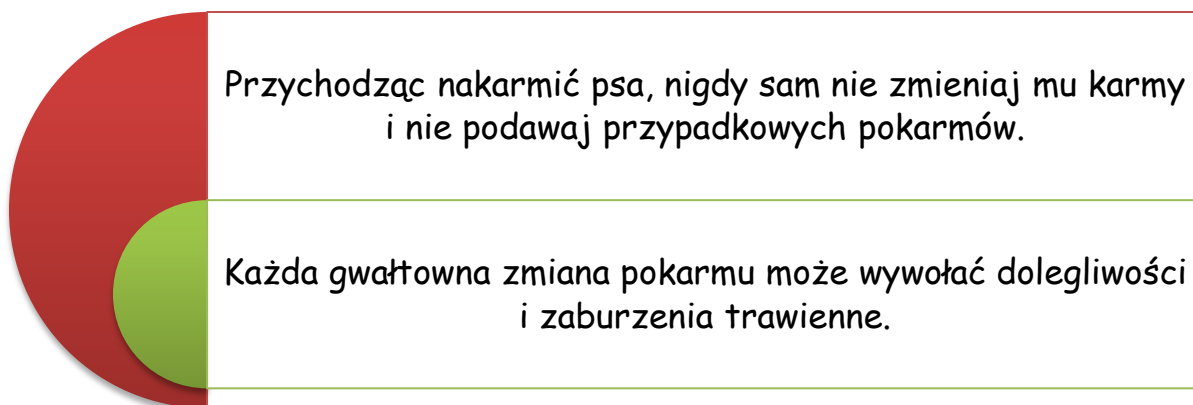 Przychodząc nakarmić psa, nigdy sam nie zmieniaj mu karmy
i nie podawaj przypadkowych pokarmów.
Każda gwałtowna zmiana pokarmu może wywołać dolegliwości
i zaburzenia trawienne.